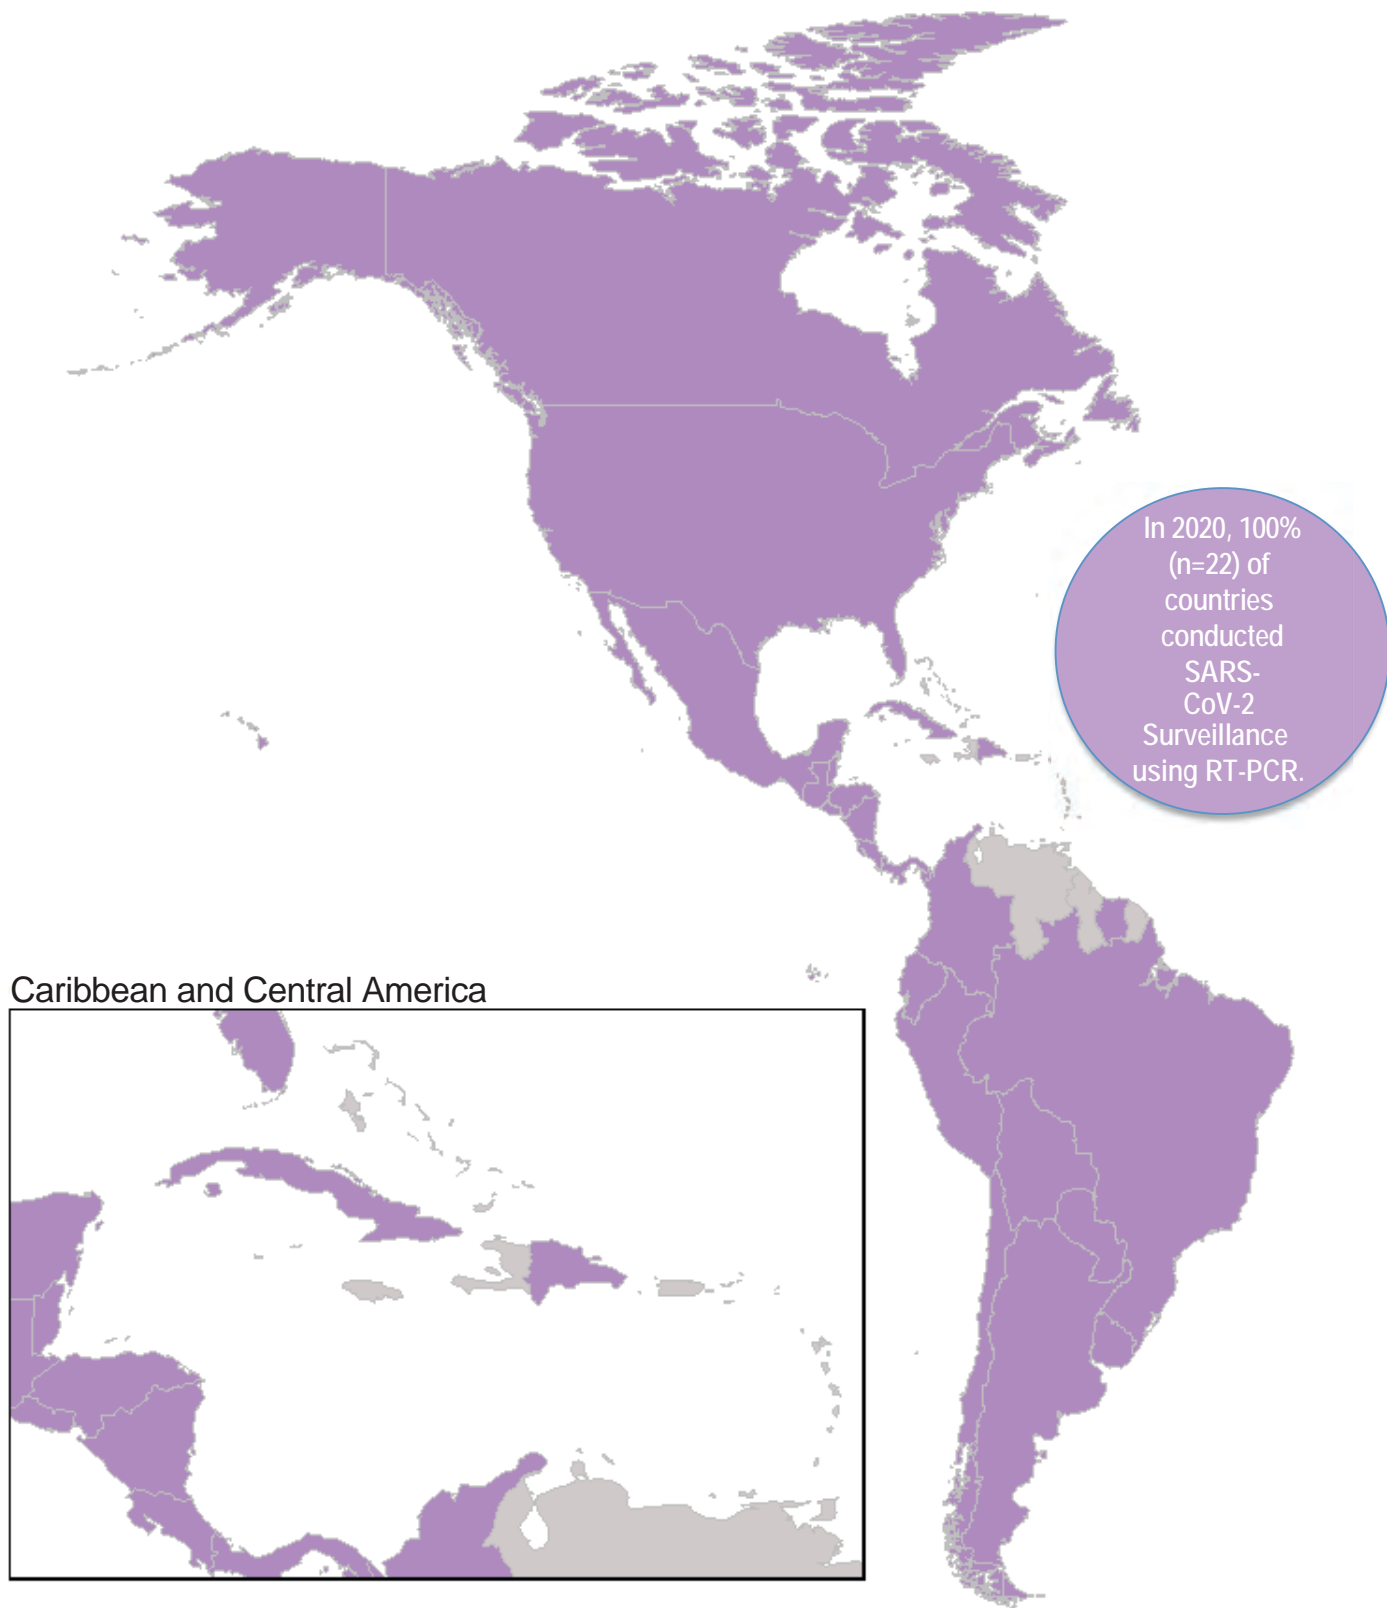 In 2020, 100%
(n=22) of
countries
conducted
SARS-
CoV-2
Surveillance
using RT-PCR.
Caribbean and Central America